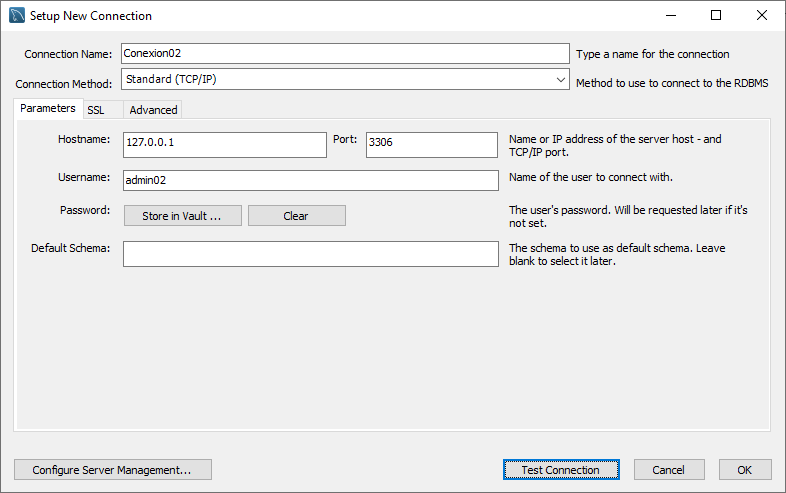 Setup New Connection
Connection Name: Conexion02 Type a name for the connection
Connection Method: Standard (TCP/IP) Method to use to connect to the RDBMS
Parameters SSL Advanced
Hostname: 127.0.0.1 Port: 3306 Name or IP address of the server host - and
TCP/IP port.
Username: admin02 Name of the user to connect with.
Password: Store in Vault ... Clear The user's password. Will be requested later if it's
not set.
Default Schema: The schema to use as default schema. Leave
blank to select it later.
Configure Server Management... Test Connection Cancel OK